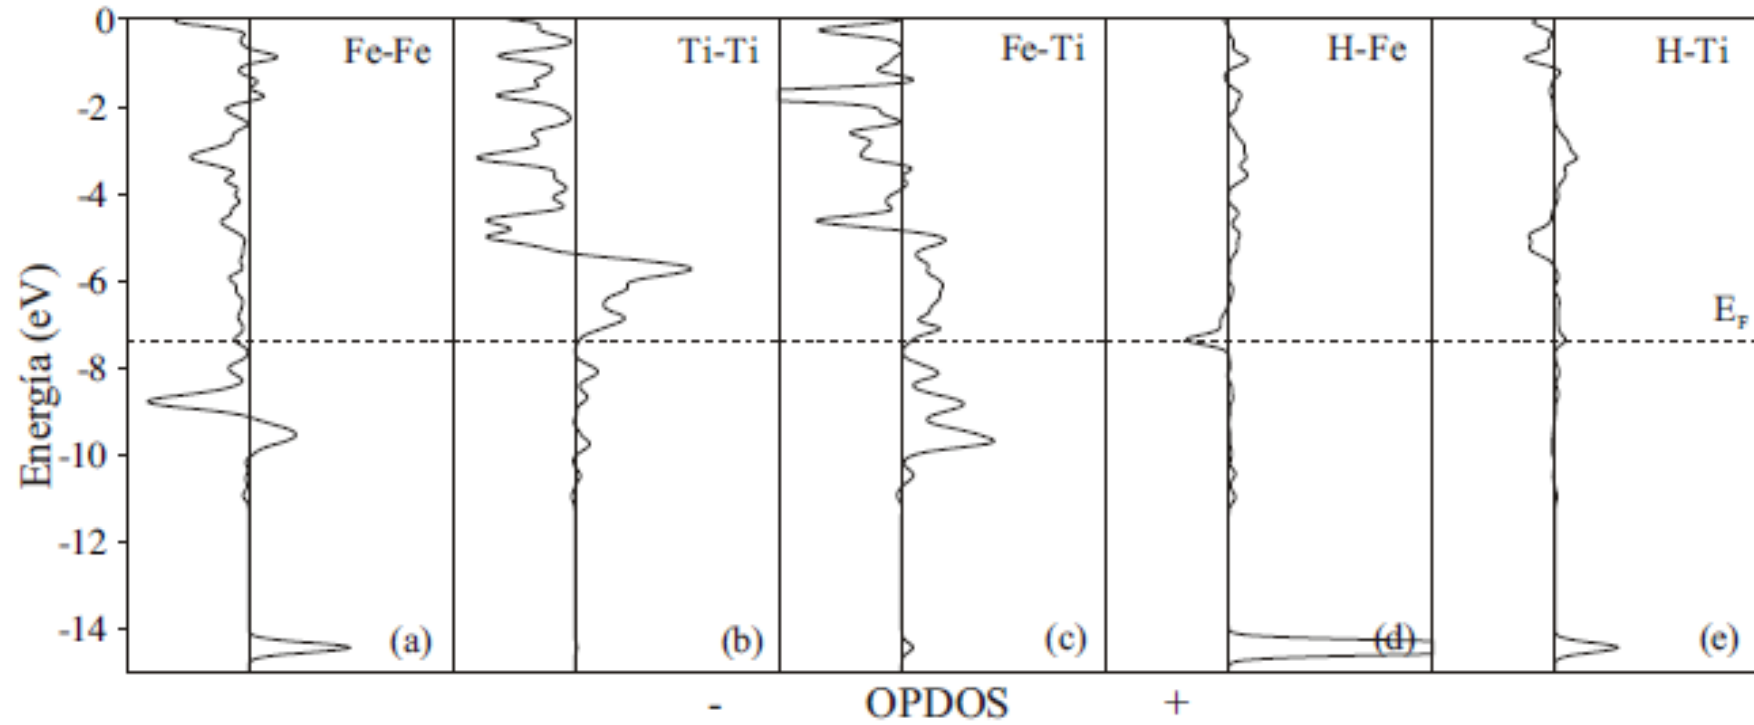 0
Fe-Fe
Ti-Ti
Fe-Ti
H-Fe
H-Ti
-2
-4
-6
E_F
-8
-10
-12
-14
(a)
(b)
(c)
(d)
(e)
Energía (eV)
- OPDOS +